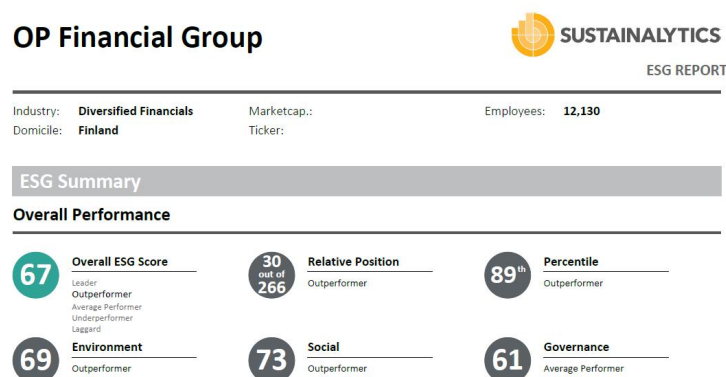 OP Financial Group
SUSTAINALYTICS
ESG REPORT
Industry: Diversified Financials Marketcap.: Employees: 12,130
Domicile: Finland Ticker:
ESG Summary
Overall Performance
67 Overall ESG Score
Leader
Outperformer
Average Performer
Underperformer
Laggard
30 out of 266 Relative Position
Outperformer
89th Percentile
Outperformer
69 Environment
Outperformer
73 Social
Outperformer
61 Governance
Average Performer